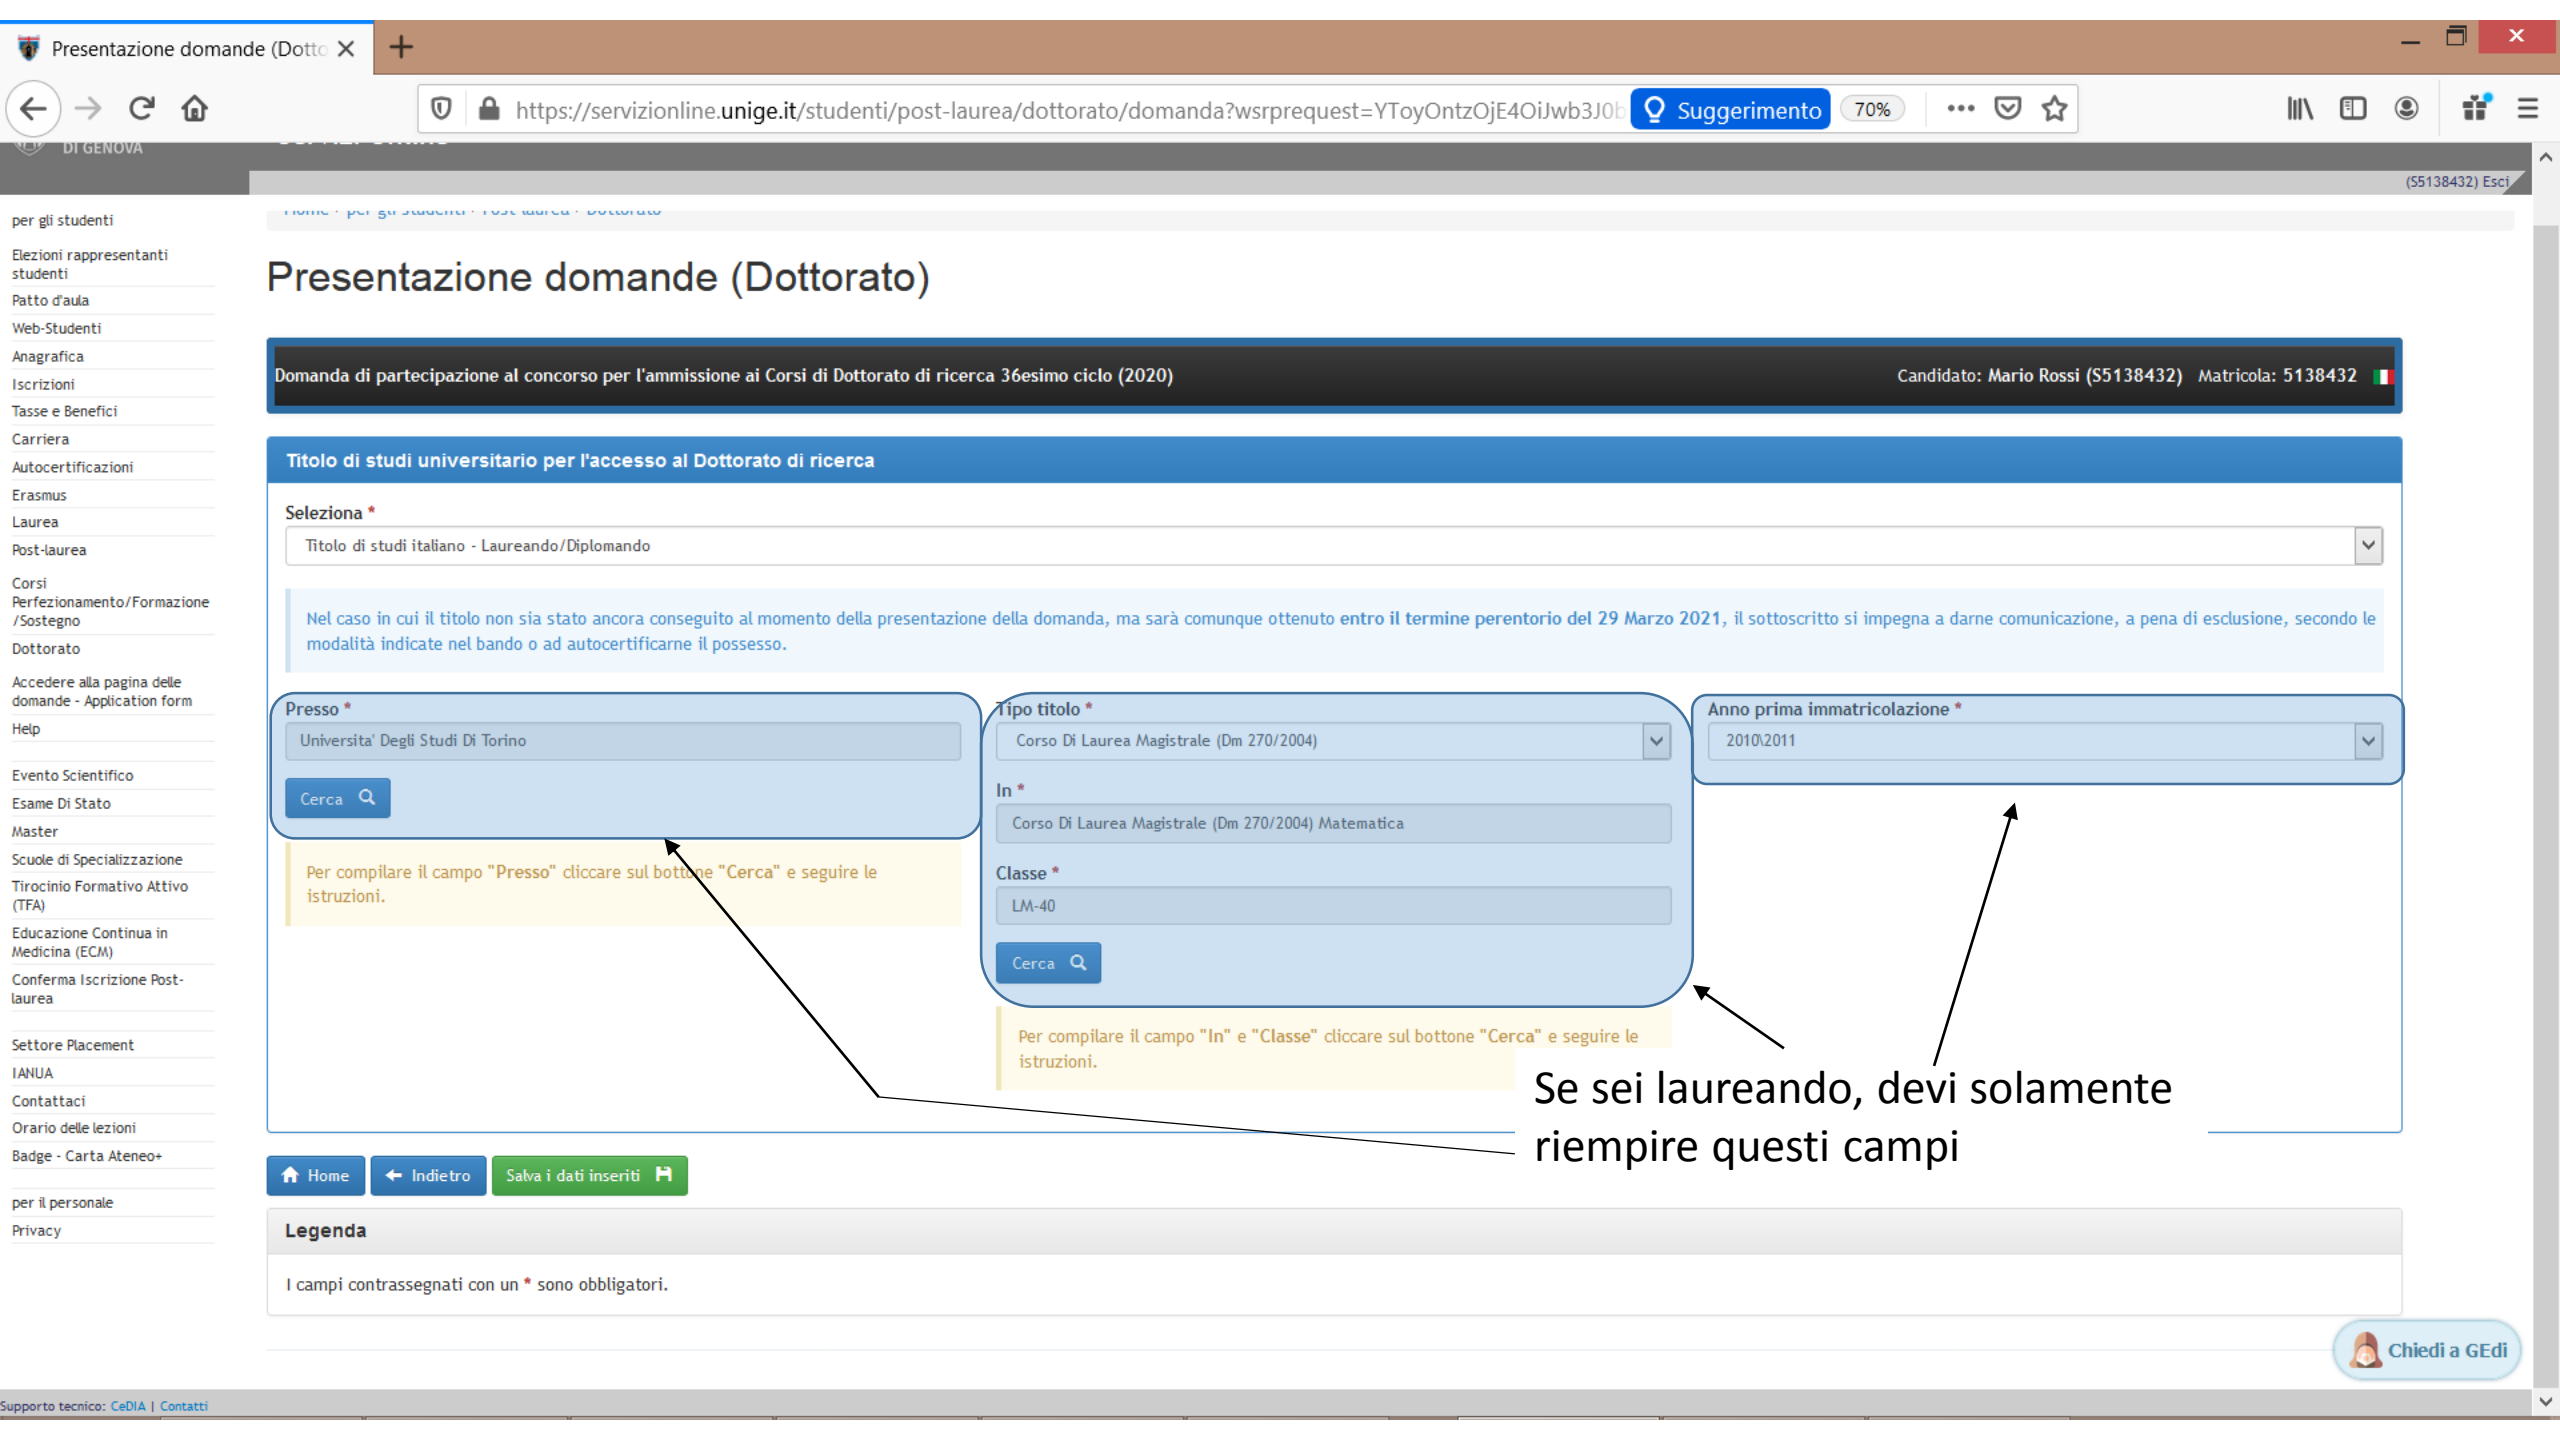 Presentazione domande (Dotto
https://servizionline.unige.it/studenti/post-laurea/dottorato/domanda?wsrprequest=YToyOntzOjE4OiJwb3J0b
Suggerimento
70%
DI GENOVA
(S5138432) Esci
Home · per gli studenti · Post-laurea · Dottorato
per gli studenti
Elezioni rappresentanti
studenti
Patto d'aula
Web-Studenti
Anagrafica
Iscrizioni
Tasse e Benefici
Carriera
Autocertificazioni
Erasmus
Laurea
Post-laurea
Corsi
Perfezionamento/Formazione
/Sostegno
Dottorato
Accedere alla pagina delle
domande - Application form
Help
Evento Scientifico
Esame Di Stato
Master
Scuole di Specializzazione
Tirocinio Formativo Attivo
(TFA)
Educazione Continua in
Medicina (ECM)
Conferma Iscrizione Post-
laurea
Settore Placement
IANUA
Contattaci
Orario delle lezioni
Badge - Carta Ateneo+
per il personale
Privacy
Presentazione domande (Dottorato)
Domanda di partecipazione al concorso per l'ammissione ai Corsi di Dottorato di ricerca 36esimo ciclo (2020)
Candidato: Mario Rossi (S5138432) Matricola: 5138432
Titolo di studi universitario per l'accesso al Dottorato di ricerca
Seleziona *
Titolo di studi italiano - Laureando/Diplomando
Nel caso in cui il titolo non sia stato ancora conseguito al momento della presentazione della domanda, ma sarà comunque ottenuto entro il termine perentorio del 29 Marzo 2021, il sottoscritto si impegna a darne comunicazione, a pena di esclusione, secondo le
modalità indicate nel bando o ad autocertificarne il possesso.
Presso *
Universita' Degli Studi Di Torino
Cerca
Per compilare il campo "Presso" cliccare sul bottone "Cerca" e seguire le
istruzioni.
Tipo titolo *
Corso Di Laurea Magistrale (Dm 270/2004)
In *
Corso Di Laurea Magistrale (Dm 270/2004) Matematica
Classe *
LM-40
Cerca
Per compilare il campo "In" e "Classe" cliccare sul bottone "Cerca" e seguire le
istruzioni.
Anno prima immatricolazione *
2010\2011
Se sei laureando, devi solamente
riempire questi campi
Home
Indietro
Salva i dati inseriti
Legenda
I campi contrassegnati con un * sono obbligatori.
Chiedi a GEdi
Supporto tecnico: CeDIA | Contatti